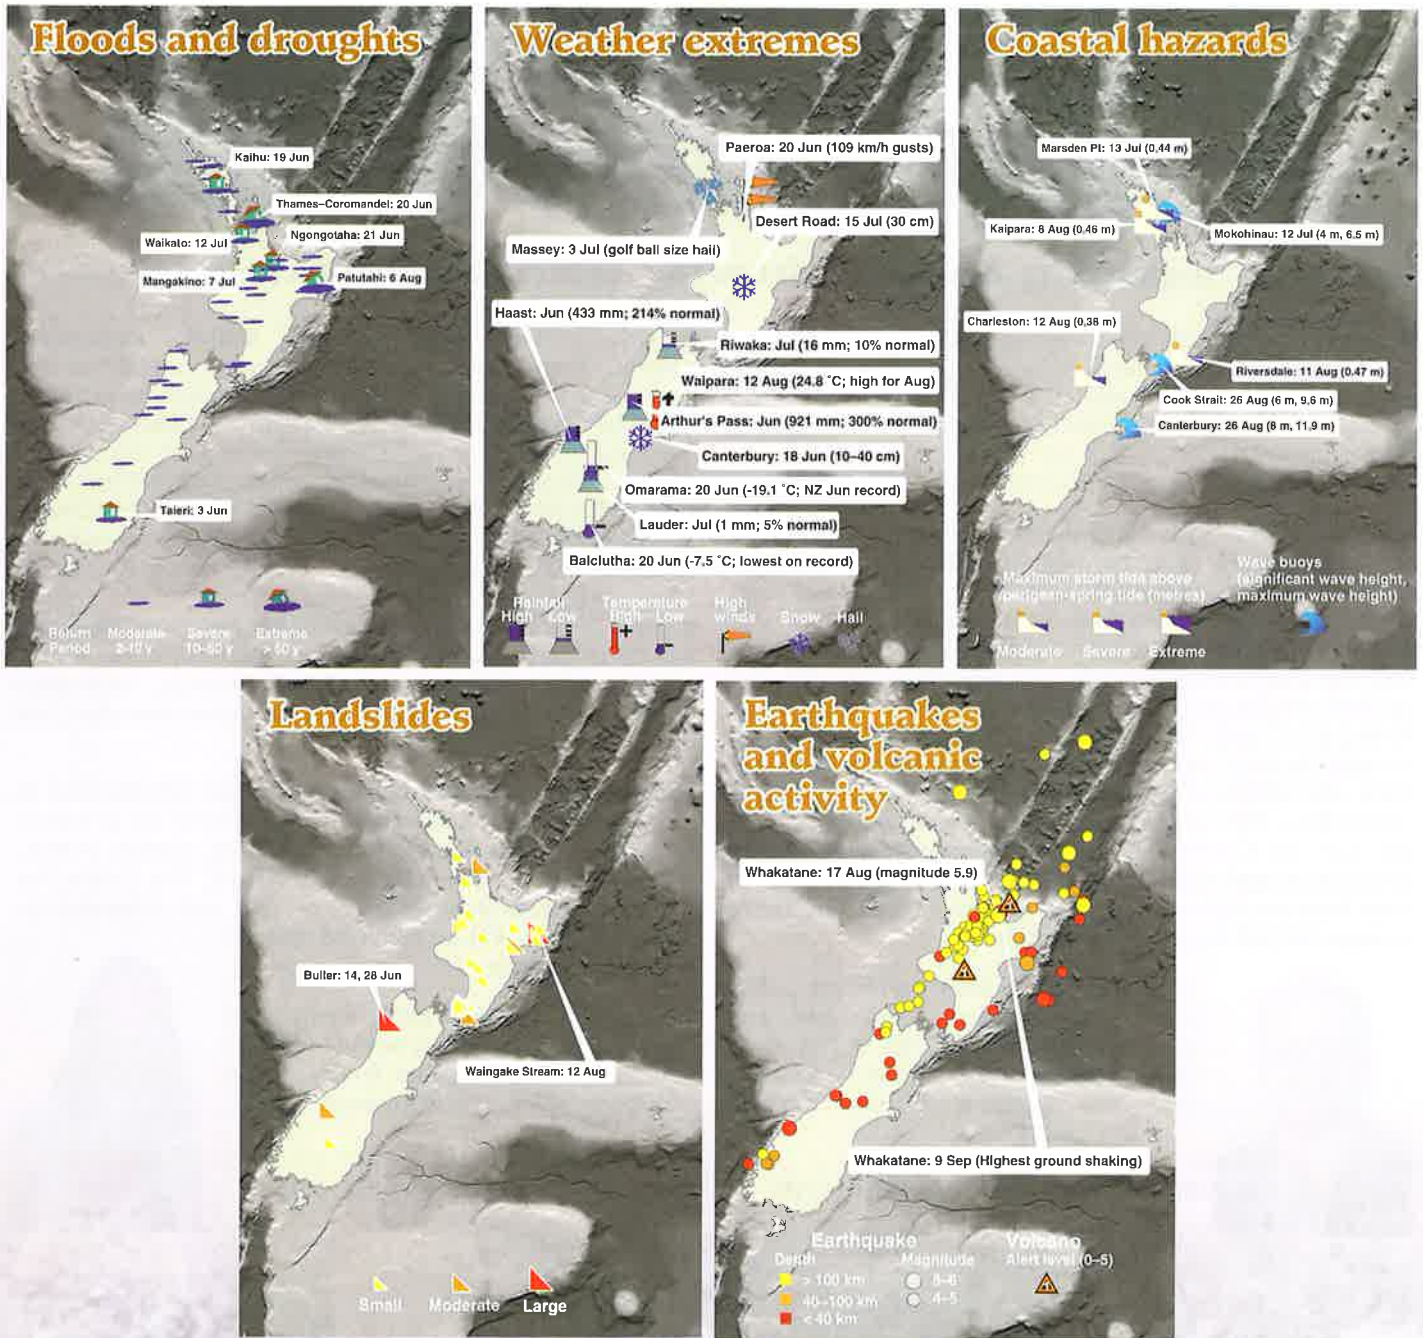 Floods and droughts
Kaihu: 19 Jun
Thames–Coromandel: 20 Jun
Ngongotaha: 21 Jun
Waikato: 12 Jul
Mangakino: 7 Jul
Patutahi: 6 Aug
Taieri: 3 Jun
Return Period
Moderate 2-10 y
Severe 10–50 y
Extreme > 50 y
Weather extremes
Paeroa: 20 Jun (109 km/h gusts)
Desert Road: 15 Jul (30 cm)
Massey: 3 Jul (golf ball size hail)
Haast: Jun (433 mm; 214% normal)
Riwaka: Jul (16 mm; 10% normal)
Waipara: 12 Aug (24.8 °C; high for Aug)
Arthur's Pass: Jun (921 mm; 300% normal)
Canterbury: 18 Jun (10–40 cm)
Omarama: 20 Jun (-19.1 °C; NZ Jun record)
Lauder: Jul (1 mm; 5% normal)
Balclutha: 20 Jun (-7.5 °C; lowest on record)
Rainfall
High Low
Temperature
High Low
High winds
Snow
Hail
Coastal hazards
Marsden Pt: 13 Jul (0,44 m)
Kaipara: 8 Aug (0,46 m)
Mokohinau: 12 Jul (4 m, 6.5 m)
Charleston: 12 Aug (0,38 m)
Riversdale: 11 Aug (0.47 m)
Cook Strait: 26 Aug (6 m, 9,6 m)
Canterbury: 26 Aug (8 m, 11,9 m)
Maximum storm tide above
perigean-spring tide (metres)
Moderate Severe Extreme
Wave buoys
(significant wave height,
maximum wave height)
Landslides
Buller: 14, 28 Jun
Waingake Stream: 12 Aug
Small Moderate Large
Earthquakes
and volcanic
activity
Whakatane: 17 Aug (magnitude 5.9)
Whakatane: 9 Sep (Highest ground shaking)
Earthquake
Depth
> 100 km
40–100 km
< 40 km
Magnitude
5–6
4–5
Volcano
Alert level (0–5)